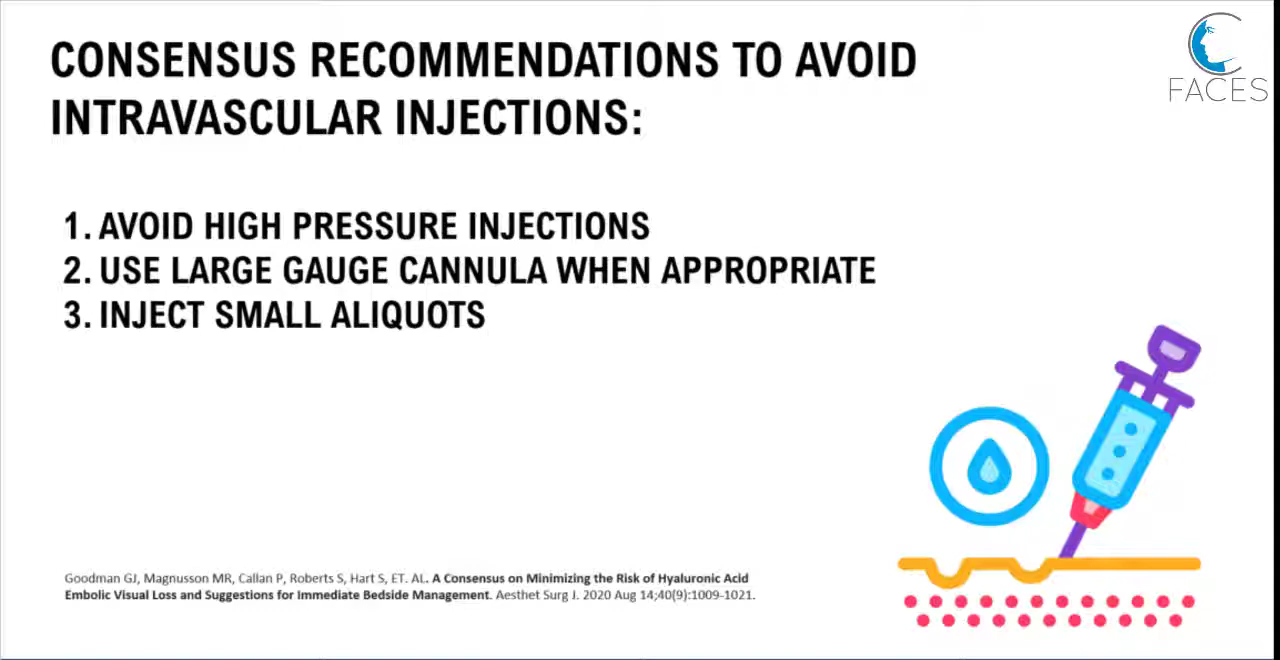 CONSENSUS RECOMMENDATIONS TO AVOID
INTRAVASCULAR INJECTIONS:
FACES
1. AVOID HIGH PRESSURE INJECTIONS
2. USE LARGE GAUGE CANNULA WHEN APPROPRIATE
3. INJECT SMALL ALIQUOTS
Goodman GJ, Magnusson MR, Callan P, Roberts S, Hart S, ET. AL. A Consensus on Minimizing the Risk of Hyaluronic Acid
Embolic Visual Loss and Suggestions for Immediate Bedside Management. Aesthet Surg J. 2020 Aug 14;40(9):1009-1021.